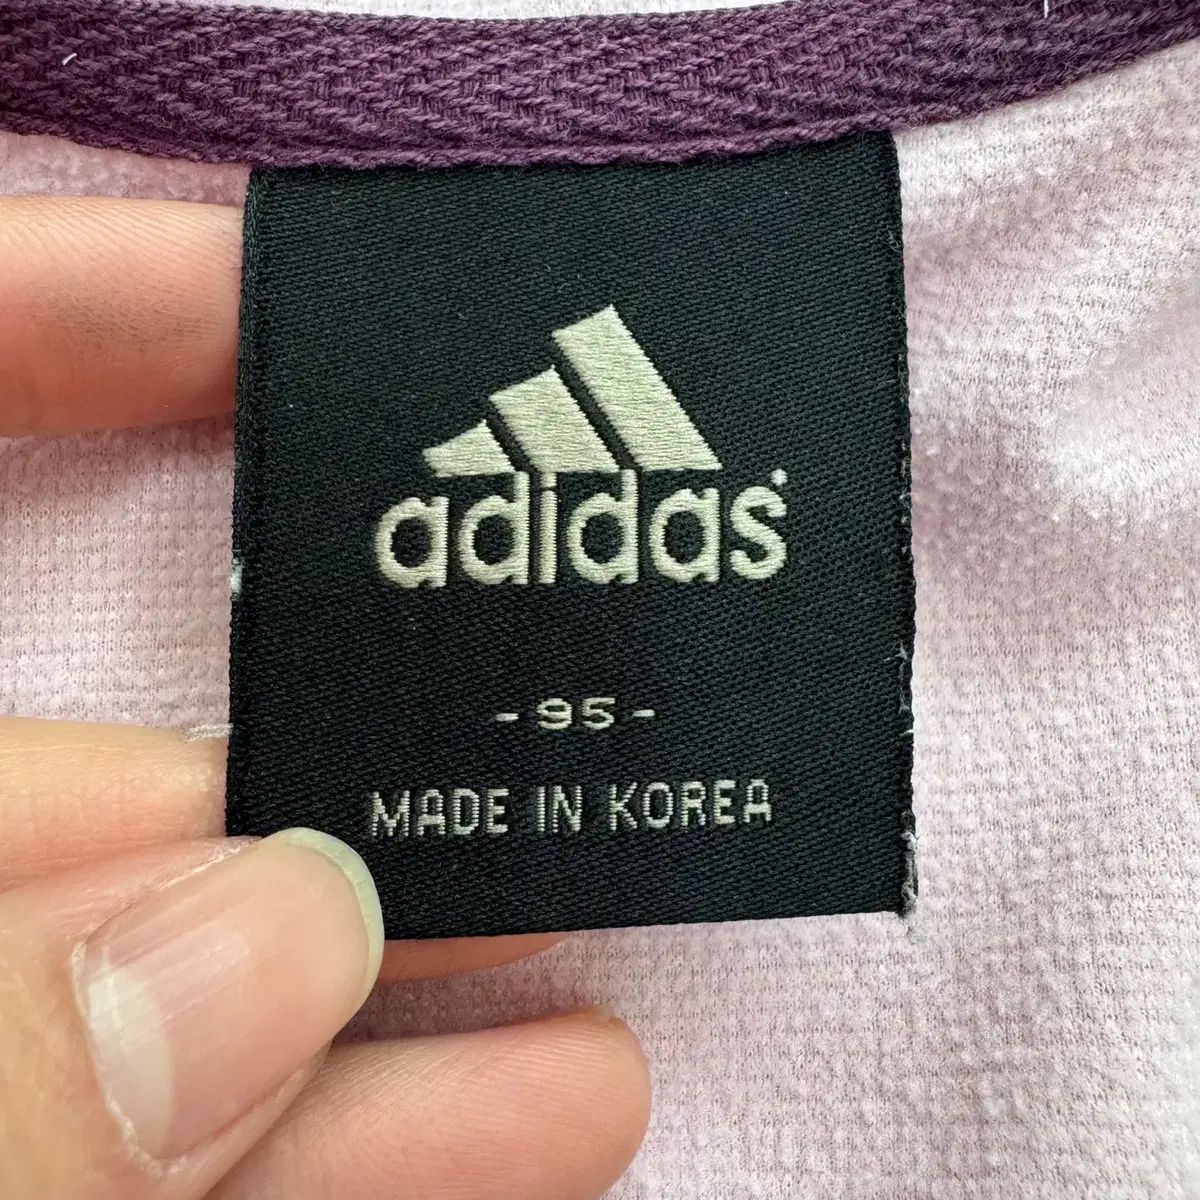 adidas
- 95 -
MADE IN KOREA